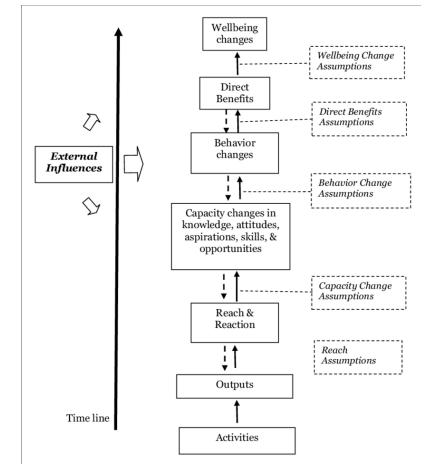 Wellbeing
changes
Wellbeing Change
Assumptions
Direct
Benefits
Direct Benefits
Assumptions
External
Influences
Behavior
changes
Behavior Change
Assumptions
Capacity changes in
knowledge, attitudes,
aspirations, skills, &
opportunities
Capacity Change
Assumptions
Reach &
Reaction
Reach
Assumptions
Outputs
Time line
Activities